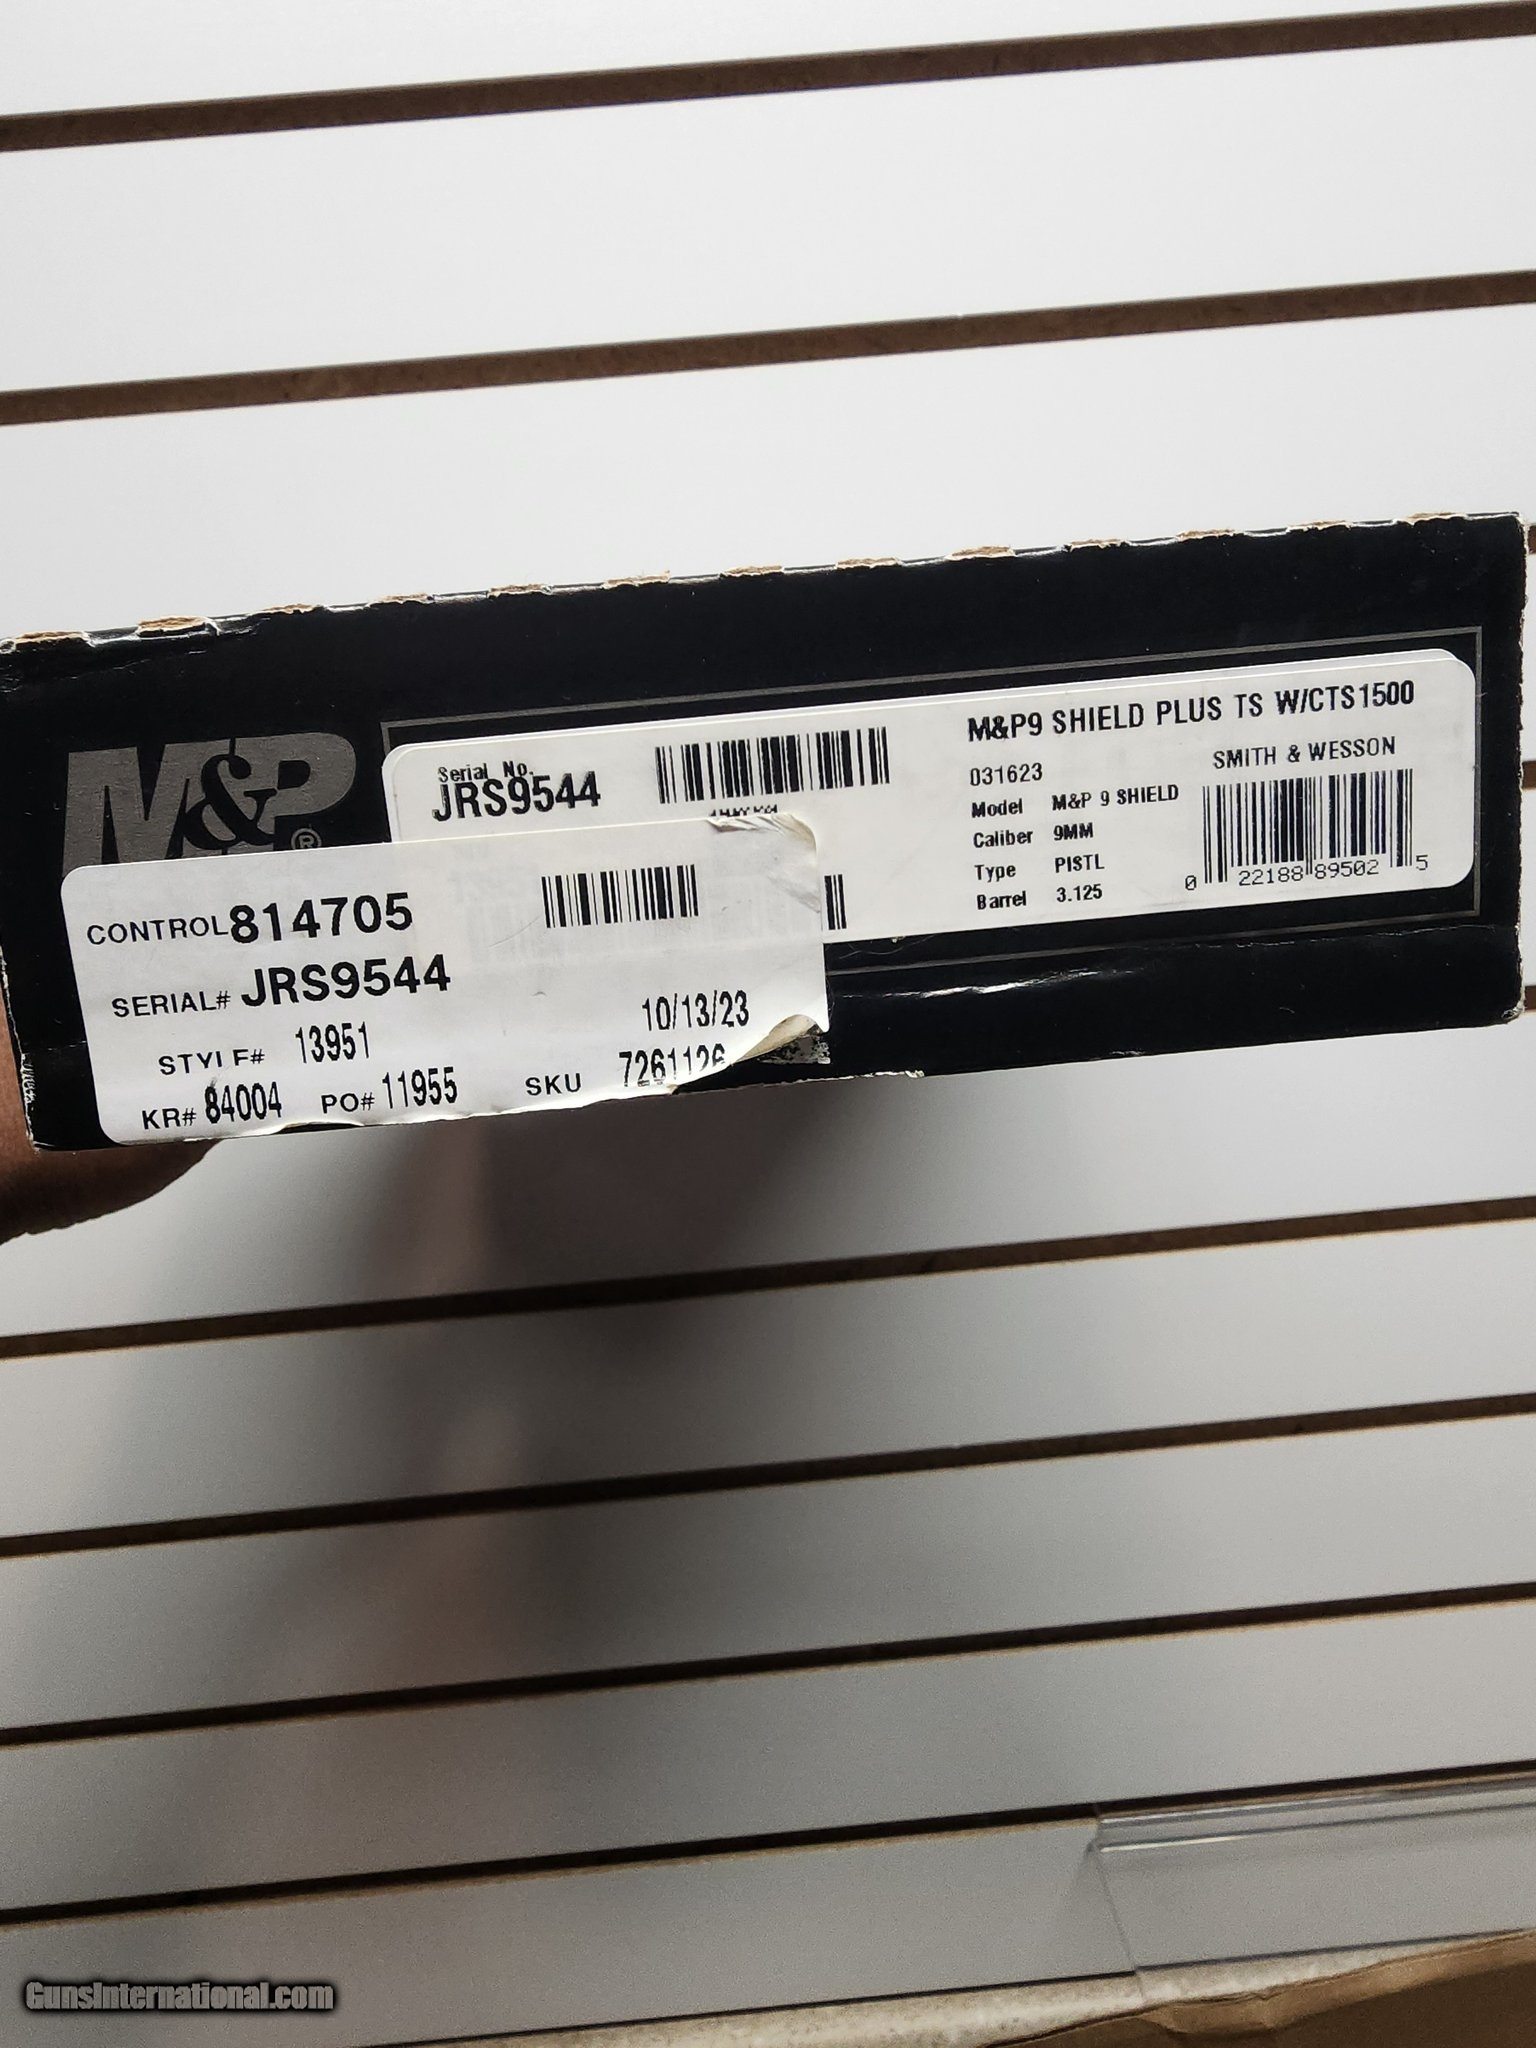 M&P®
Serial No.
JRS9544
M&P9 SHIELD PLUS TS W/CTS1500
031623
SMITH & WESSON
Model M&P 9 SHIELD
Caliber 9MM
Type PISTL
Barrel 3.125
0 22188 89502 5
CONTROL 814705
SERIAL# JRS9544
STYLE# 13951
10/13/23
KR# 84004 PO# 11955 SKU 7261126
GunsInternational.com